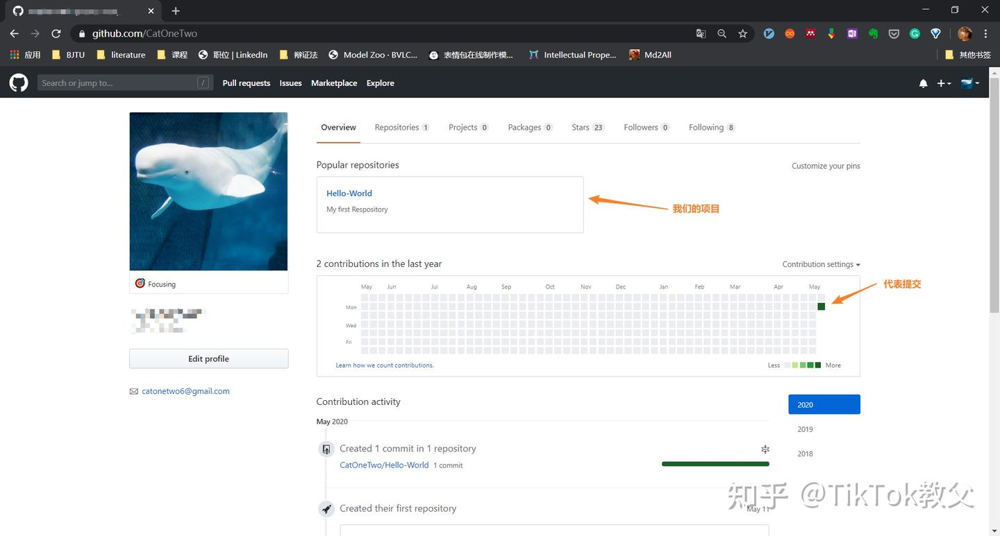 github.com/CatOneTwo
应用 BJTU literature 课程 职位 | LinkedIn 辩证法 Model Zoo · BVLC... 表情包在线制作模... Intellectual Prope... Md2All 其他书签
Search or jump to... / Pull requests Issues Marketplace Explore
Overview Repositories 1 Projects 0 Packages 0 Stars 23 Followers 0 Following 8
Popular repositories Customize your pins
Hello-World
My first Respository
我们的项目
2 contributions in the last year Contribution settings
May Jun Jul Aug Sep Oct Nov Dec Jan Feb Mar Apr May
代表提交
Mon
Wed
Fri
Learn how we count contributions. Less More
Focusing
Edit profile
catonetwo6@gmail.com
Contribution activity
2020
2019
2018
May 2020
Created 1 commit in 1 repository
CatOneTwo/Hello-World 1 commit
Created their first repository May 11
知乎 @TikTok教父